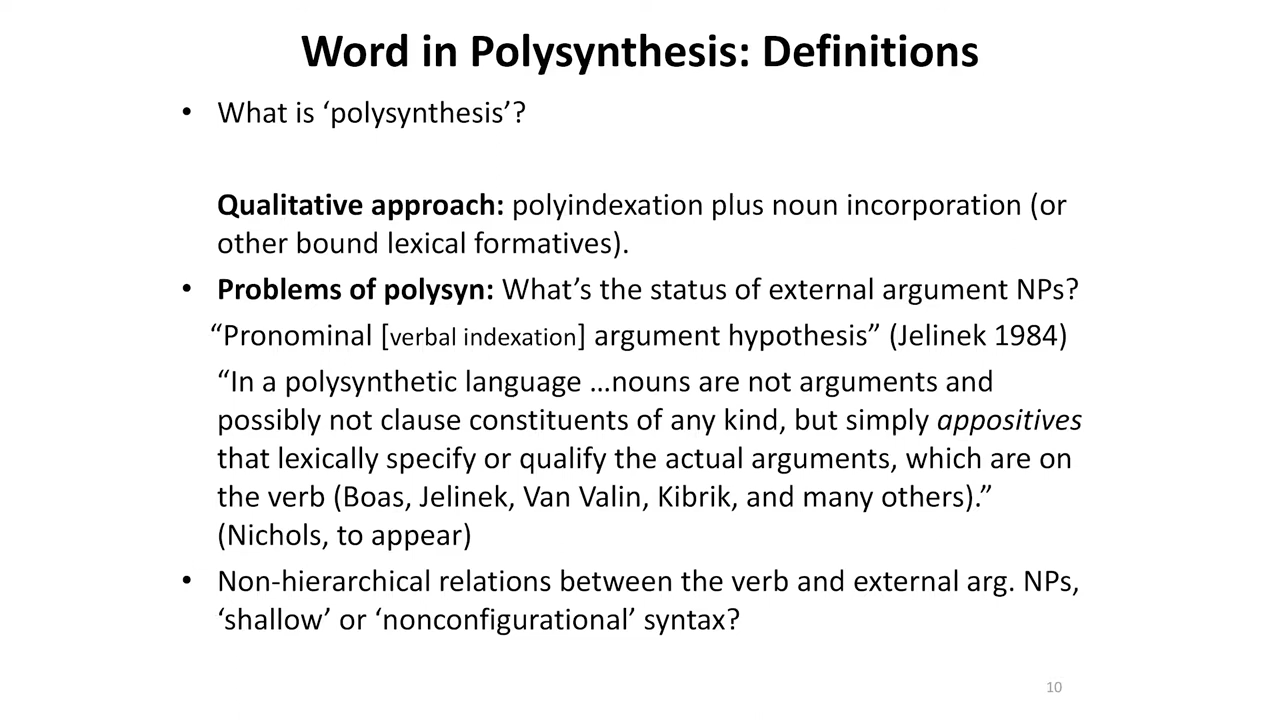 Word in Polysynthesis: Definitions
• What is ‘polysynthesis’?
Qualitative approach: polyindexation plus noun incorporation (or
other bound lexical formatives).
• Problems of polysyn: What’s the status of external argument NPs?
“Pronominal [verbal indexation] argument hypothesis” (Jelinek 1984)
“In a polysynthetic language …nouns are not arguments and
possibly not clause constituents of any kind, but simply appositives
that lexically specify or qualify the actual arguments, which are on
the verb (Boas, Jelinek, Van Valin, Kibrik, and many others).”
(Nichols, to appear)
• Non-hierarchical relations between the verb and external arg. NPs,
‘shallow’ or ‘nonconfigurational’ syntax?
10